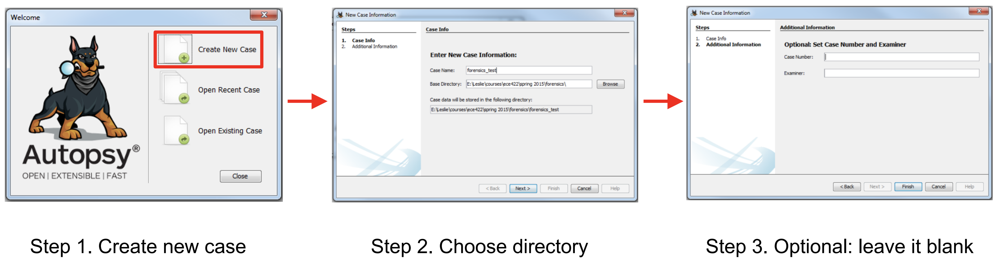 Welcome
Create New Case
Open Recent Case
Open Existing Case
Autopsy®
OPEN | EXTENSIBLE | FAST
Close
New Case Information
Steps
1. Case Info
2. Additional Information
Case Info
Enter New Case Information:
Case Name: forensics_test
Base Directory: E:\Leslie\courses\ece422\spring 2015\forensics\ Browse
Case data will be stored in the following directory:
E:\Leslie\courses\ece422\spring 2015\forensics\forensics_test
< Back Next > Finish Cancel Help
New Case Information
Steps
1. Case Info
2. Additional Information
Additional Information
Optional: Set Case Number and Examiner
Case Number:
Examiner:
< Back Next > Finish Cancel Help
Step 1. Create new case
Step 2. Choose directory
Step 3. Optional: leave it blank